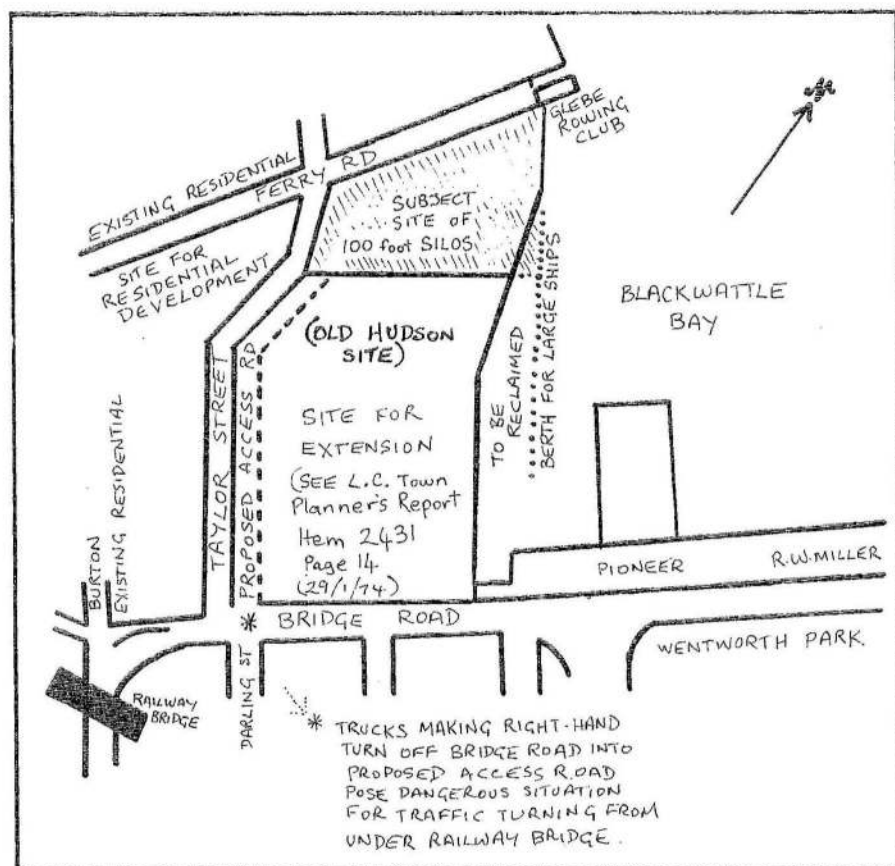 GLEBE
ROWING
CLUB
EXISTING RESIDENTIAL
FERRY RD
SUBJECT
SITE OF
100 foot SILOS
SITE FOR
RESIDENTIAL
DEVELOPMENT
BLACKWATTLE
BAY
(OLD HUDSON
SITE)
TAYLOR STREET
PROPOSED ACCESS RD
TO BE
RECLAIMED
BERTH FOR LARGE SHIPS
SITE FOR
EXTENSION
(SEE L.C. Town
Planner's Report
Item 2431
Page 14
(29/1/74)
BURTON
EXISTING RESIDENTIAL
PIONEER
R.W.MILLER
* BRIDGE ROAD
WENTWORTH PARK.
RAILWAY
BRIDGE
DARLING ST
* TRUCKS MAKING RIGHT-HAND
TURN OFF BRIDGE ROAD INTO
PROPOSED ACCESS ROAD
POSE DANGEROUS SITUATION
FOR TRAFFIC TURNING FROM
UNDER RAILWAY BRIDGE.